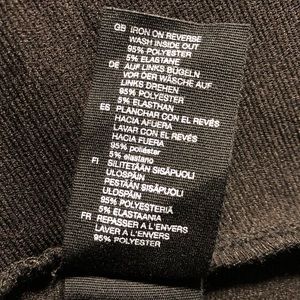 GB IRON ON REVERSE
WASH INSIDE OUT
95% POLYESTER
5% ELASTANE
DE AUF LINKS BÜGELN
VOR DER WÄSCHE AUF
LINKS DREHEN
95% POLYESTER
5% ELASTHAN
ES PLANCHAR CON EL REVÉS
HACIA FUERA
LAVAR CON EL REVÉS
HACIA FUERA
95% poliéster
5% elastano
FI SILITETÄÄN SISÄPUOLI
ULOSPÄIN
PESTÄÄN SISÄPUOLI
ULOSPÄIN
95% POLYESTERIÄ
5% ELASTAANIA
FR REPASSER A L'ENVERS
LAVER A L'ENVERS
95% POLYESTER